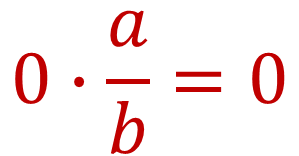 0 · a/b = 0